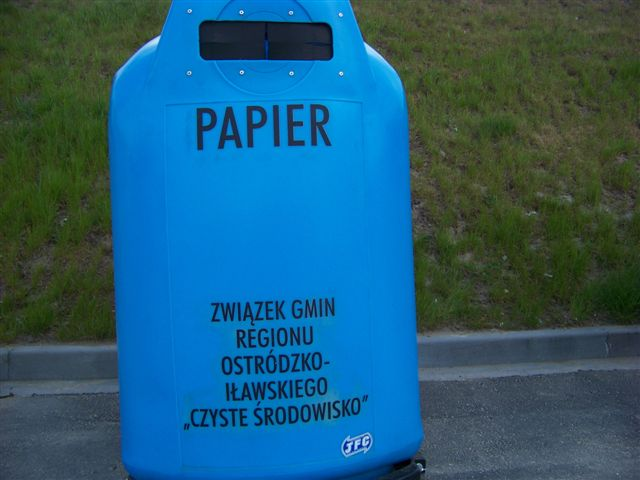 PAPIER
ZWIĄZEK GMIN
REGIONU
OSTRÓDZKO-
IŁAWSKIEGO
„CZYSTE ŚRODOWISKO”
JFC